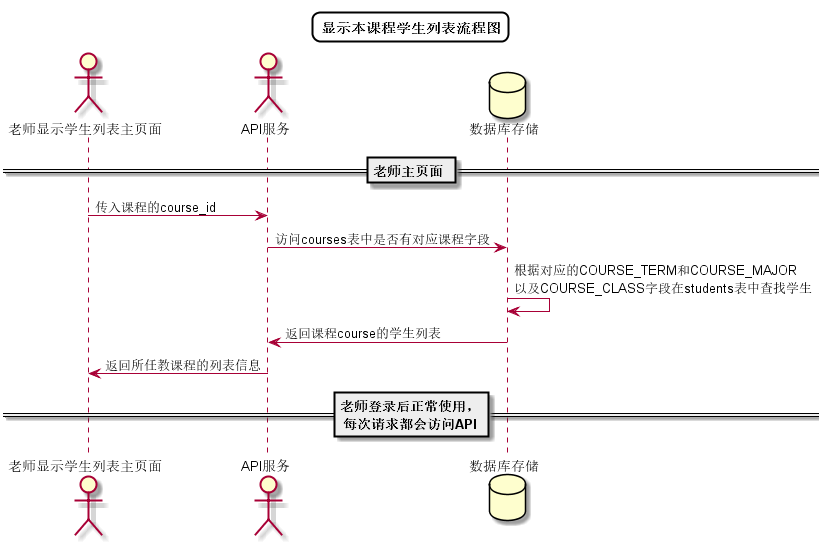 显示本课程学生列表流程图
老师显示学生列表主页面
API服务
数据库存储
老师主页面
传入课程的course_id
访问courses表中是否有对应课程字段
根据对应的COURSE_TERM和COURSE_MAJOR
以及COURSE_CLASS字段在students表中查找学生
返回课程course的学生列表
返回所任教课程的列表信息
老师登录后正常使用，
每次请求都会访问API
老师显示学生列表主页面
API服务
数据库存储